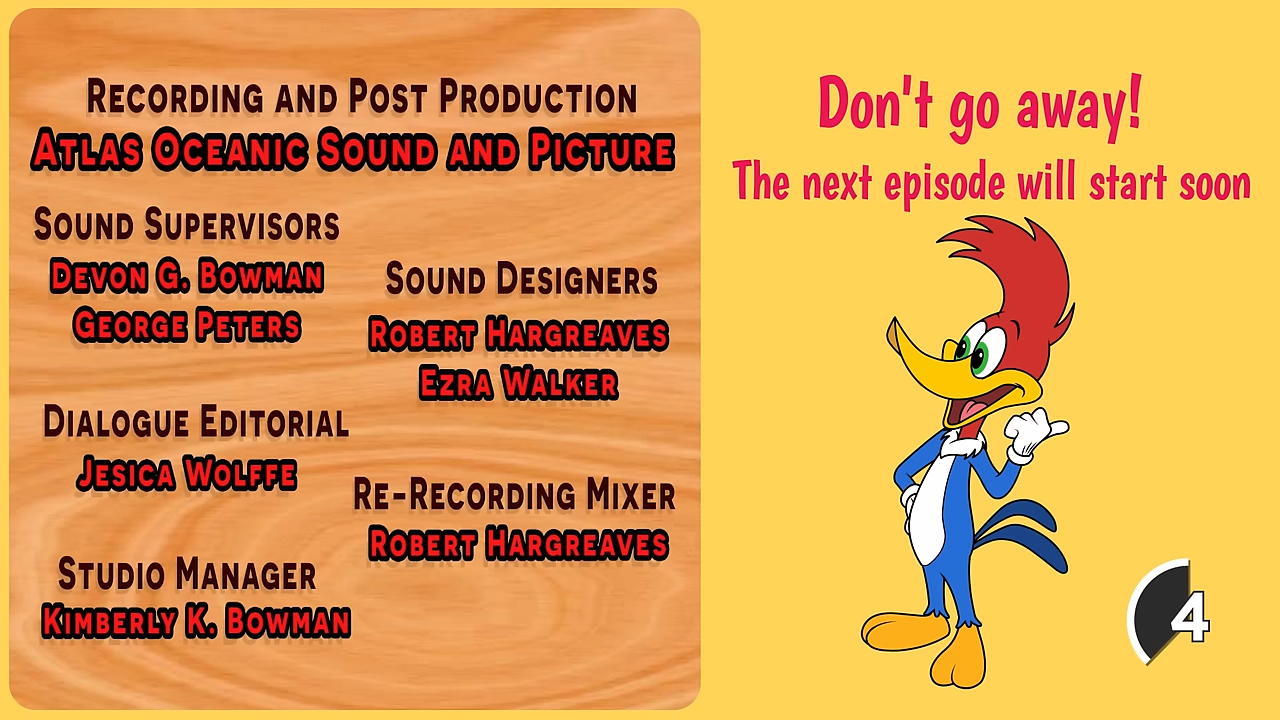 Recording and Post Production
Atlas Oceanic Sound and Picture
Sound Supervisors
Devon G. Bowman
George Peters
Sound Designers
Robert Hargreaves
Ezra Walker
Dialogue Editorial
Jesica Wolffe
Re-Recording Mixer
Robert Hargreaves
Studio Manager
Kimberly K. Bowman
Don't go away!
The next episode will start soon
4